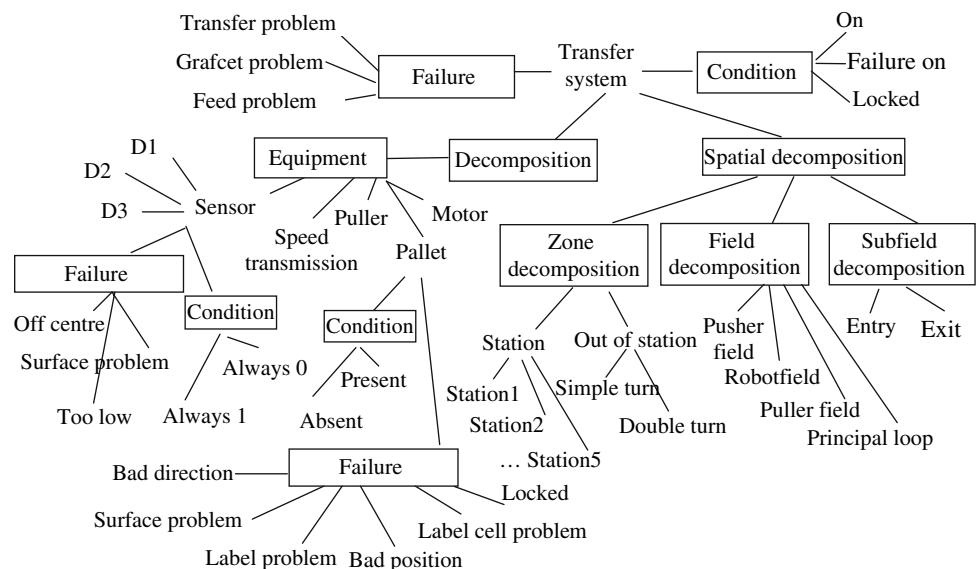 Transfer problem
Grafcet problem
Feed problem
Failure
Transfer
system
Condition
On
Failure on
Locked
Equipment
Decomposition
Spatial decomposition
D1
D2
D3
Sensor
Speed
transmission
Puller
Motor
Pallet
Zone
decomposition
Field
decomposition
Subfield
decomposition
Failure
Off centre
Surface problem
Too low
Condition
Always 0
Always 1
Condition
Present
Absent
Station
Station1
Station2
… Station5
Out of station
Simple turn
Double turn
Pusher
field
Robotfield
Puller field
Principal loop
Entry
Exit
Failure
Bad direction
Surface problem
Label problem
Bad position
Label cell problem
Locked